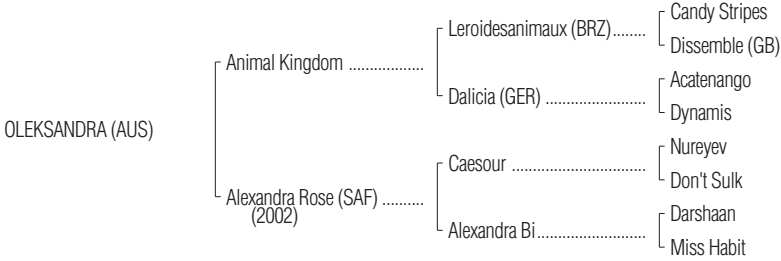 Candy Stripes
Leroidesanimaux (BRZ)........
Dissemble (GB)
Animal Kingdom ..................
Acatenango
Dalicia (GER) ........................
Dynamis
OLEKSANDRA (AUS)
Nureyev
Caesour ................................
Don't Sulk
Alexandra Rose (SAF) ..........
(2002)
Darshaan
Alexandra Bi..........................
Miss Habit